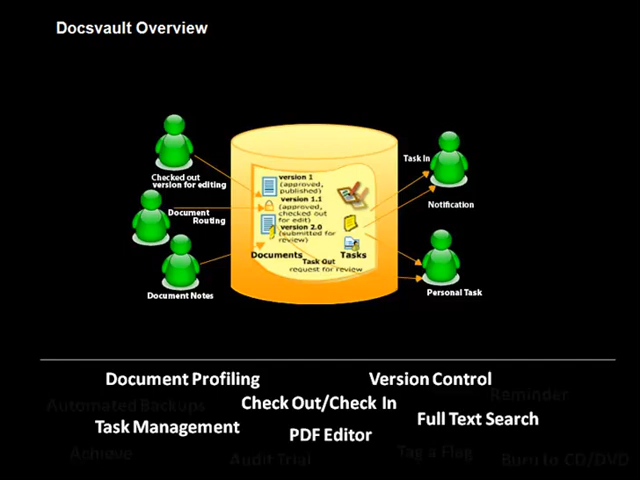 Docsvault Overview
Checked out
version for editing
Document
Routing
Document Notes
version 1
(approved,
published)
version 1.1
(approved,
checked out
for edit)
version 2.0
(submitted for
review)
Documents
Tasks
Task Out
request for review
Task In
Notification
Personal Task
Document Profiling
Version Control
Reminder
Automated Backups
Check Out/Check In
Full Text Search
Task Management
PDF Editor
Achieve
Audit Trial
Tag a Flag
Burn to CD/DVD